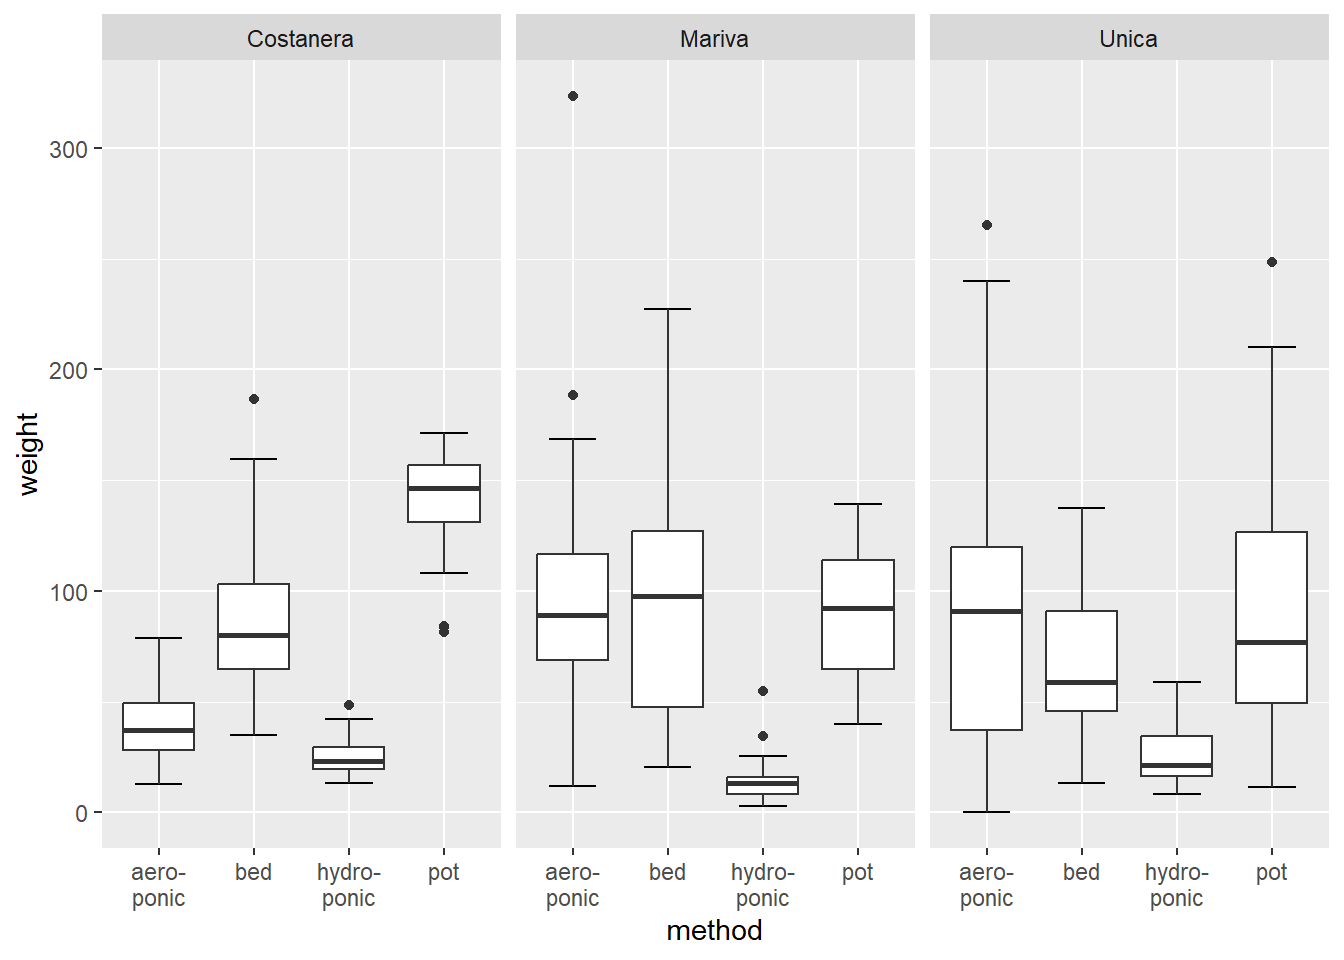 Costanera Mariva Unica
weight
300
200
100
0
aero-
ponic
bed
hydro-
ponic
pot
aero-
ponic
bed
hydro-
ponic
pot
aero-
ponic
bed
hydro-
ponic
pot
method